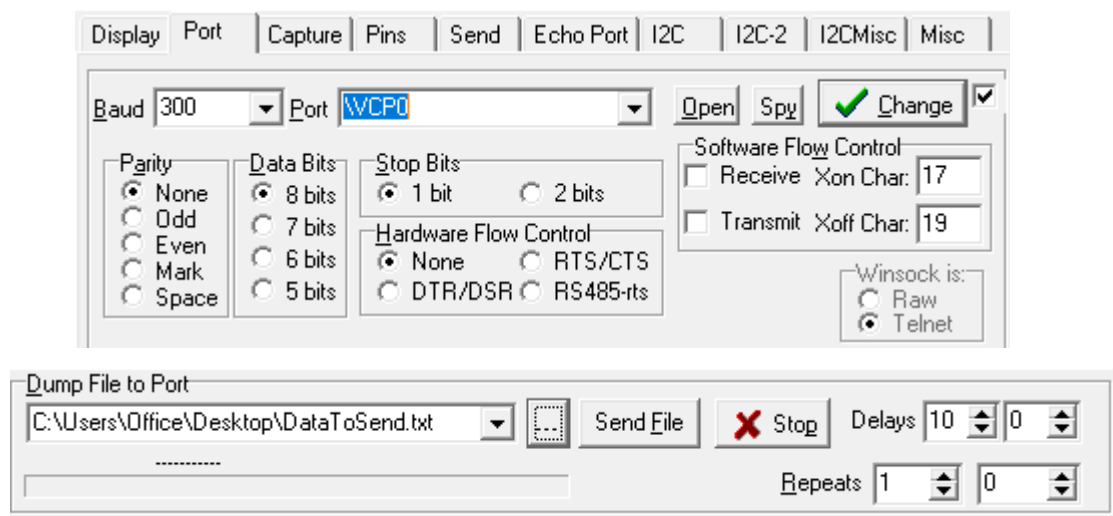 Display Port Capture Pins Send Echo Port I2C I2C-2 I2CMisc Misc
Baud 300 Port \VCP0 Open Spy Change
Parity
None
Odd
Even
Mark
Space
Data Bits
8 bits
7 bits
6 bits
5 bits
Stop Bits
1 bit 2 bits
Hardware Flow Control
None RTS/CTS
DTR/DSR RS485-rts
Software Flow Control
Receive Xon Char: 17
Transmit Xoff Char: 19
Winsock is:
Raw
Telnet
Dump File to Port
C:\Users\Office\Desktop\DataToSend.txt ... Send File Stop Delays 10 0
-----------
Repeats 1 0